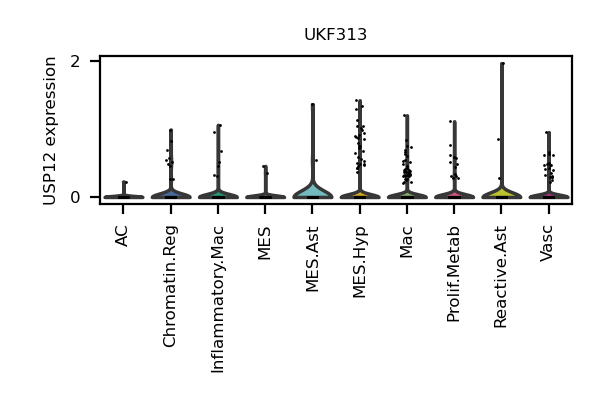 UKF313
USP12 expression
2
0
AC
Chromatin.Reg
Inflammatory.Mac
MES
MES.Ast
MES.Hyp
Mac
Prolif.Metab
Reactive.Ast
Vasc